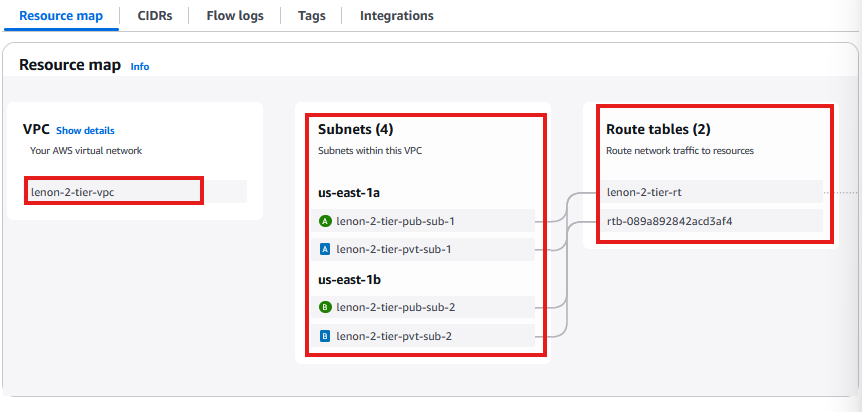 Resource map
CIDRs
Flow logs
Tags
Integrations
Resource map Info
VPC Show details
Your AWS virtual network
lenon-2-tier-vpc
Subnets (4)
Subnets within this VPC
us-east-1a
A lenon-2-tier-pub-sub-1
A lenon-2-tier-pvt-sub-1
us-east-1b
B lenon-2-tier-pub-sub-2
B lenon-2-tier-pvt-sub-2
Route tables (2)
Route network traffic to resources
lenon-2-tier-rt
rtb-089a892842acd3af4